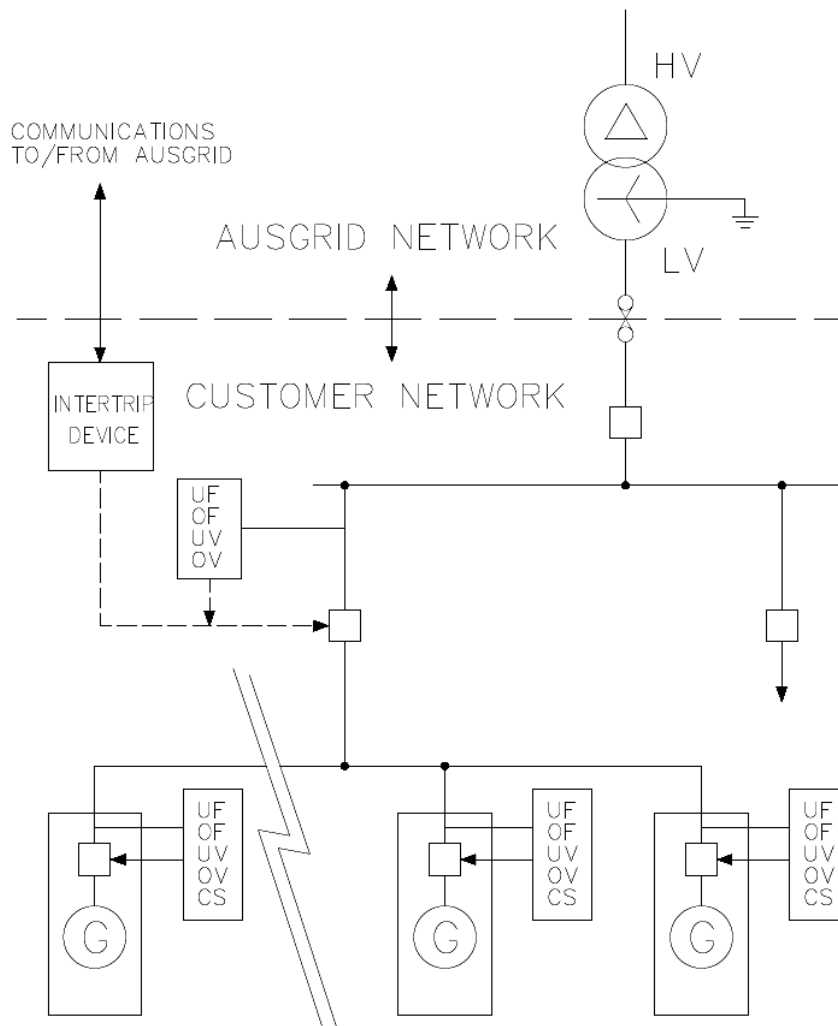 HV
COMMUNICATIONS
TO/FROM AUSGRID
AUSGRID NETWORK
LV
CUSTOMER NETWORK
INTERTRIP
DEVICE
UF
OF
UV
OV
UF
OF
UV
OV
CS
UF
OF
UV
OV
CS
UF
OF
UV
OV
CS
G
G
G